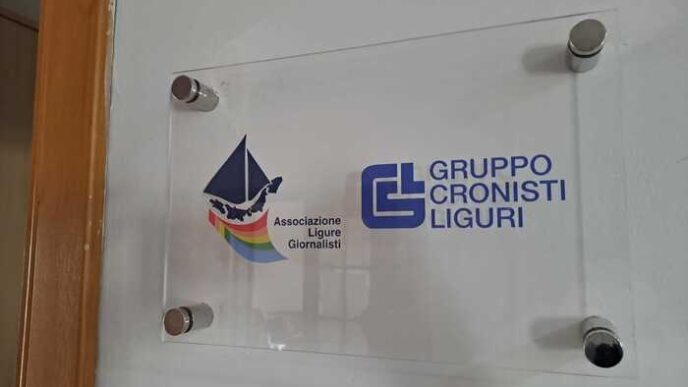 Associazione
Ligure
Giornalisti
GRUPPO
CRONISTI
LIGURI